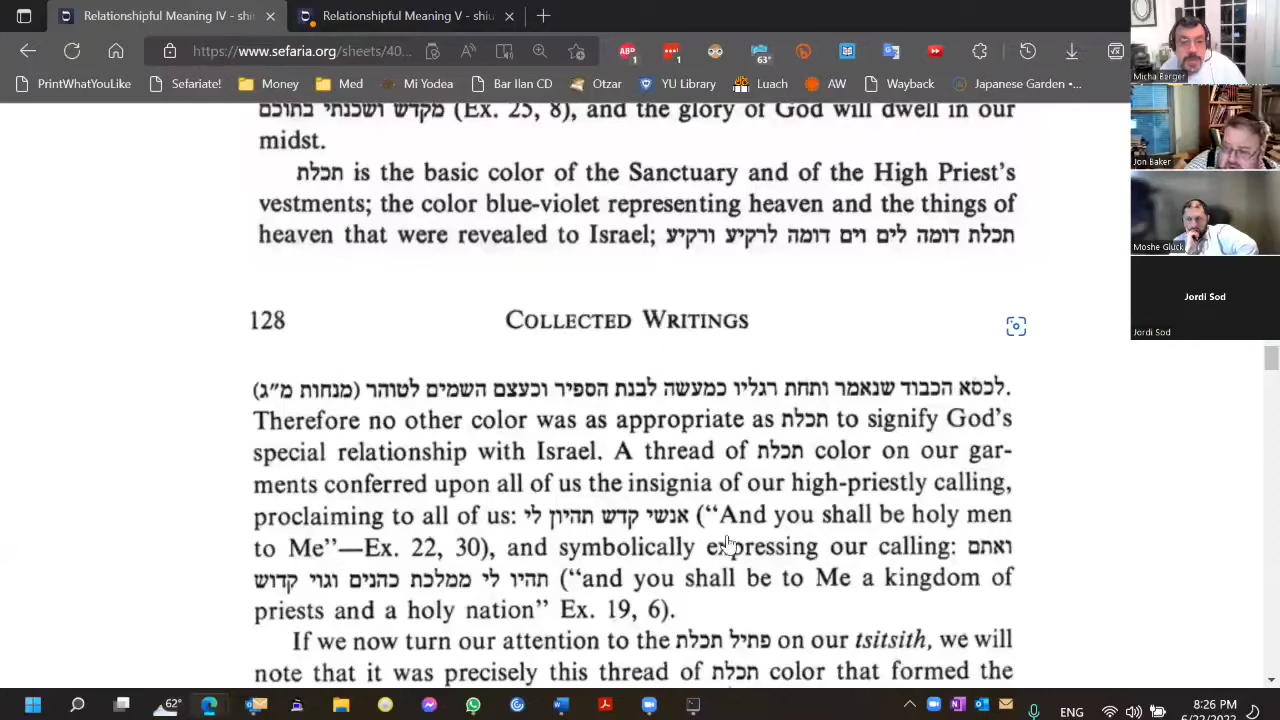 Relationshipful Meaning IV - shi
Relationshipful Meaning V - shiu
https://www.sefaria.org/sheets/40...
ABP
1
1
63°
PrintWhatYouLike
Sefariate!
Money
Med
Mi Yod
Bar Ilan CD
Otzar
YU Library
Luach
AW
Wayback
Japanese Garden •...
מקדש ושכנתי בתוכם (Ex. 25, 8), and the glory of God will dwell in our
midst.
תכלת is the basic color of the Sanctuary and of the High Priest's
vestments; the color blue-violet representing heaven and the things of
heaven that were revealed to Israel; תכלת דומה לים וים דומה לרקיע ורקיע
128
COLLECTED WRITINGS
לכסא הכבוד שנאמר ותחת רגליו כמעשה לבנת הספיר וכעצם השמים לטוהר (מנחות מ״ג).
Therefore no other color was as appropriate as תכלת to signify God's
special relationship with Israel. A thread of תכלת color on our gar-
ments conferred upon all of us the insignia of our high-priestly calling,
proclaiming to all of us: אנשי קדש תהיון לי ("And you shall be holy men
to Me"—Ex. 22, 30), and symbolically expressing our calling: ואתם
תהיו לי ממלכת כהנים וגוי קדוש ("and you shall be to Me a kingdom of
priests and a holy nation" Ex. 19, 6).
If we now turn our attention to the פתיל תכלת on our tsitsith, we will
note that it was precisely this thread of תכלת color that formed the
Micha Berger
Jon Baker
Moshe Gluck
Jordi Sod
Jordi Sod
62°
ENG
8:26 PM